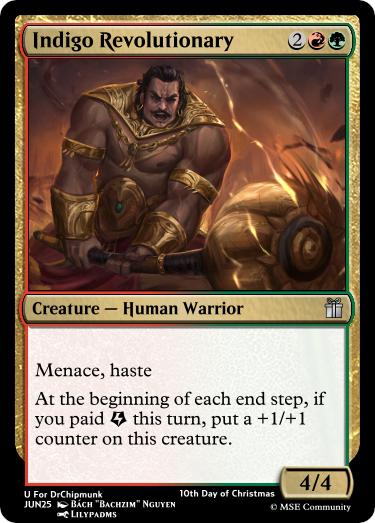 Indigo Revolutionary 2
Creature — Human Warrior
Menace, haste
At the beginning of each end step, if
you paid this turn, put a +1/+1
counter on this creature.
4/4
U For DrChipmunk 10th Day of Christmas
JUN25 Bách "Bachzim" Nguyen © MSE Community
Lilypadms